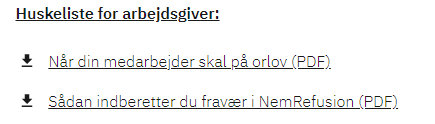 Huskeliste for arbejdsgiver:
Når din medarbejder skal på orlov (PDF)
Sådan indberetter du fravær i NemRefusion (PDF)